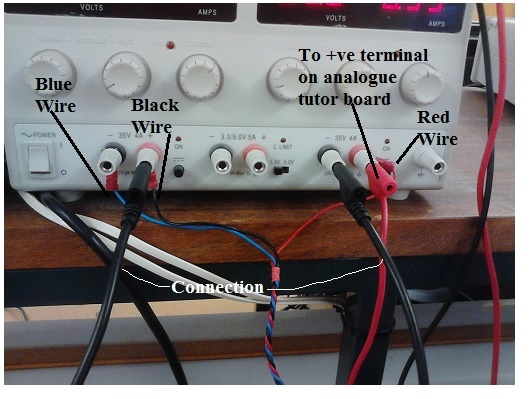 VOLTS
AMPS
VOLTS
AMPS
To +ve terminal
on analogue
tutor board
Blue
Wire
Black
Wire
Red
Wire
POWER
- 35V 4A +
ON
- 3.3/5.0V 5A +
C. LIMIT
3.3V 5.0V
- 35V 4A
ON
Connection